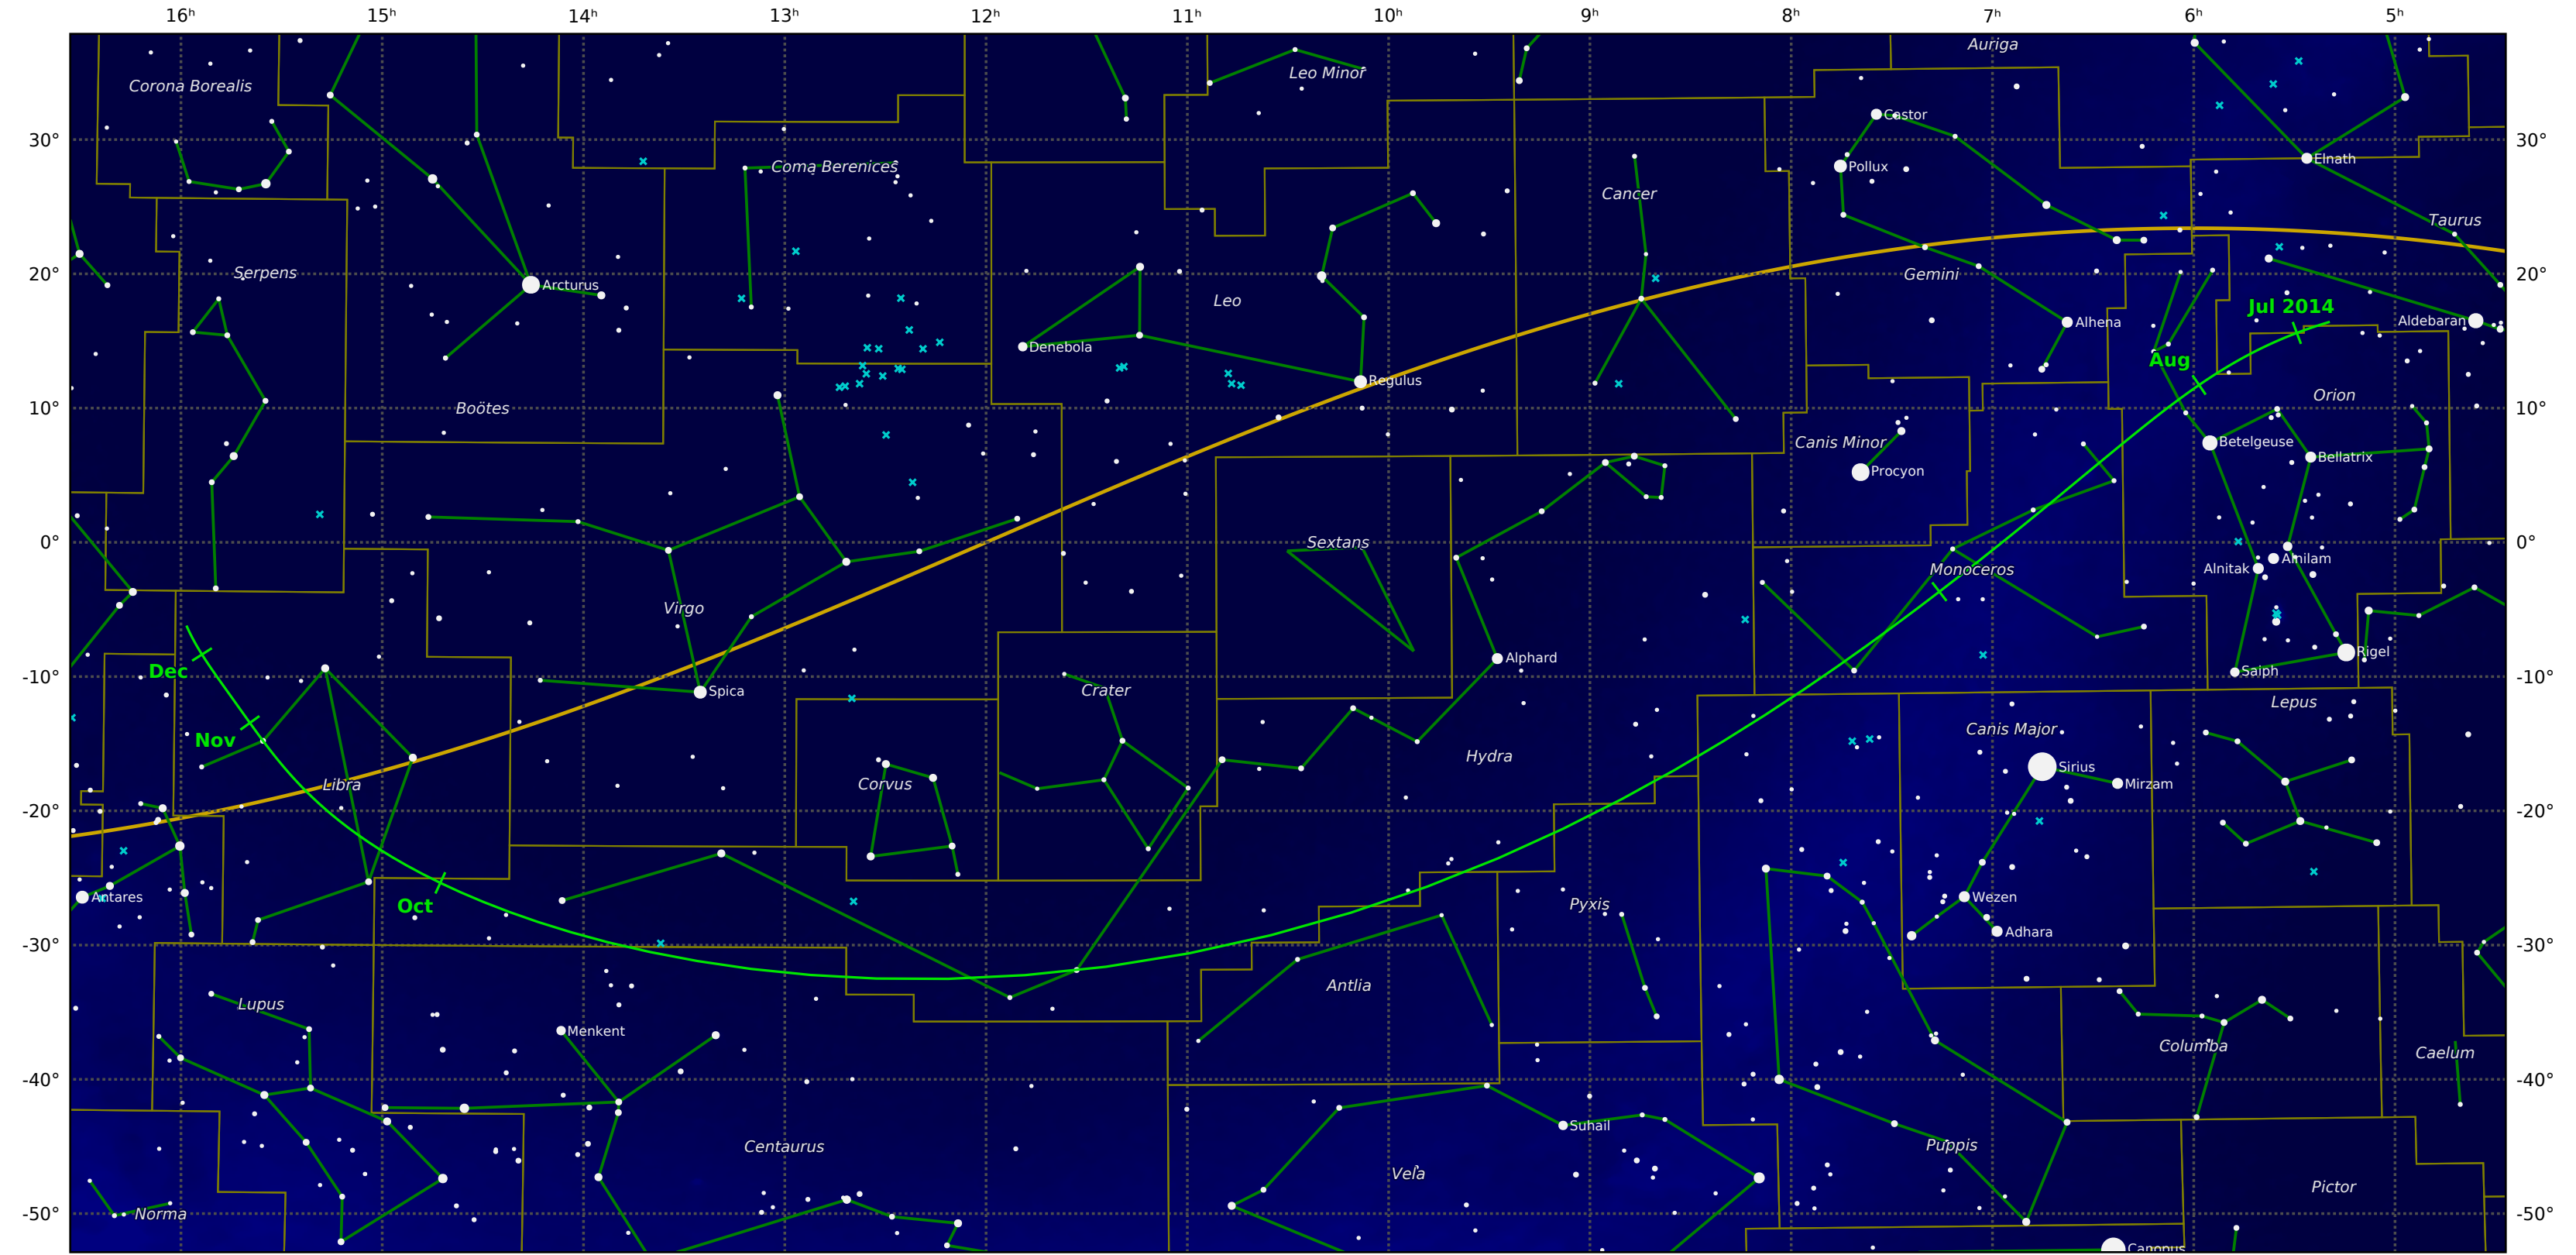 16ʰ 15ʰ 14ʰ 13ʰ 12ʰ 11ʰ 10ʰ 9ʰ 8ʰ 7ʰ 6ʰ 5ʰ
Auriga
Leo Minor
Corona Borealis
Castor
30° 30°
Elnath
Coma Berenices
Pollux
Cancer
Taurus
Serpens
20° Gemini 20°
Arcturus
Leo
Jul 2014
Aldebaran
Alhena
Denebola
Aug
Regulus
Orion
10° Boötes 10°
Canis Minor
Betelgeuse
Bellatrix
Procyon
0° Sextans 0°
Alnilam
Alnitak
Monoceros
Virgo
Rigel
Alphard
Dec
-10° Saiph -10°
Spica
Crater
Lepus
Canis Major
Nov
Hydra
Sirius
Libra
Corvus
Mirzam
-20° -20°
Antares
Wezen
Pyxis
Oct
Adhara
-30° -30°
Antlia
Lupus
Menkent
Columba
Caelum
-40° -40°
Suhail
Puppis
Centaurus
Vela
Pictor
-50° Norma -50°
Canopus